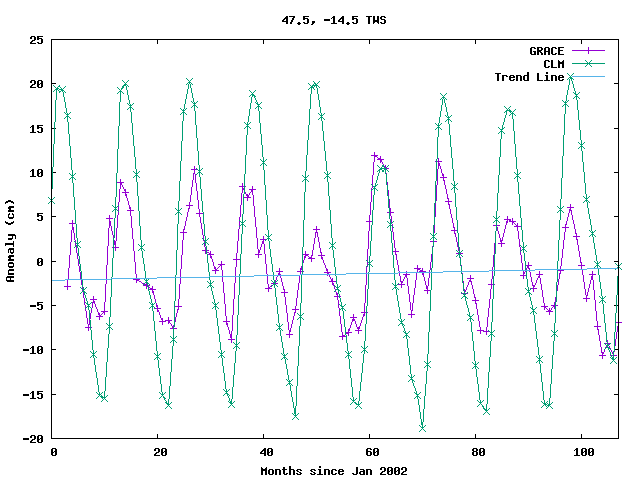 47.5, -14.5 TWS
GRACE
CLM
Trend Line
25
20
15
10
5
0
-5
-10
-15
-20
Anomaly (cm)
0 20 40 60 80 100
Months since Jan 2002